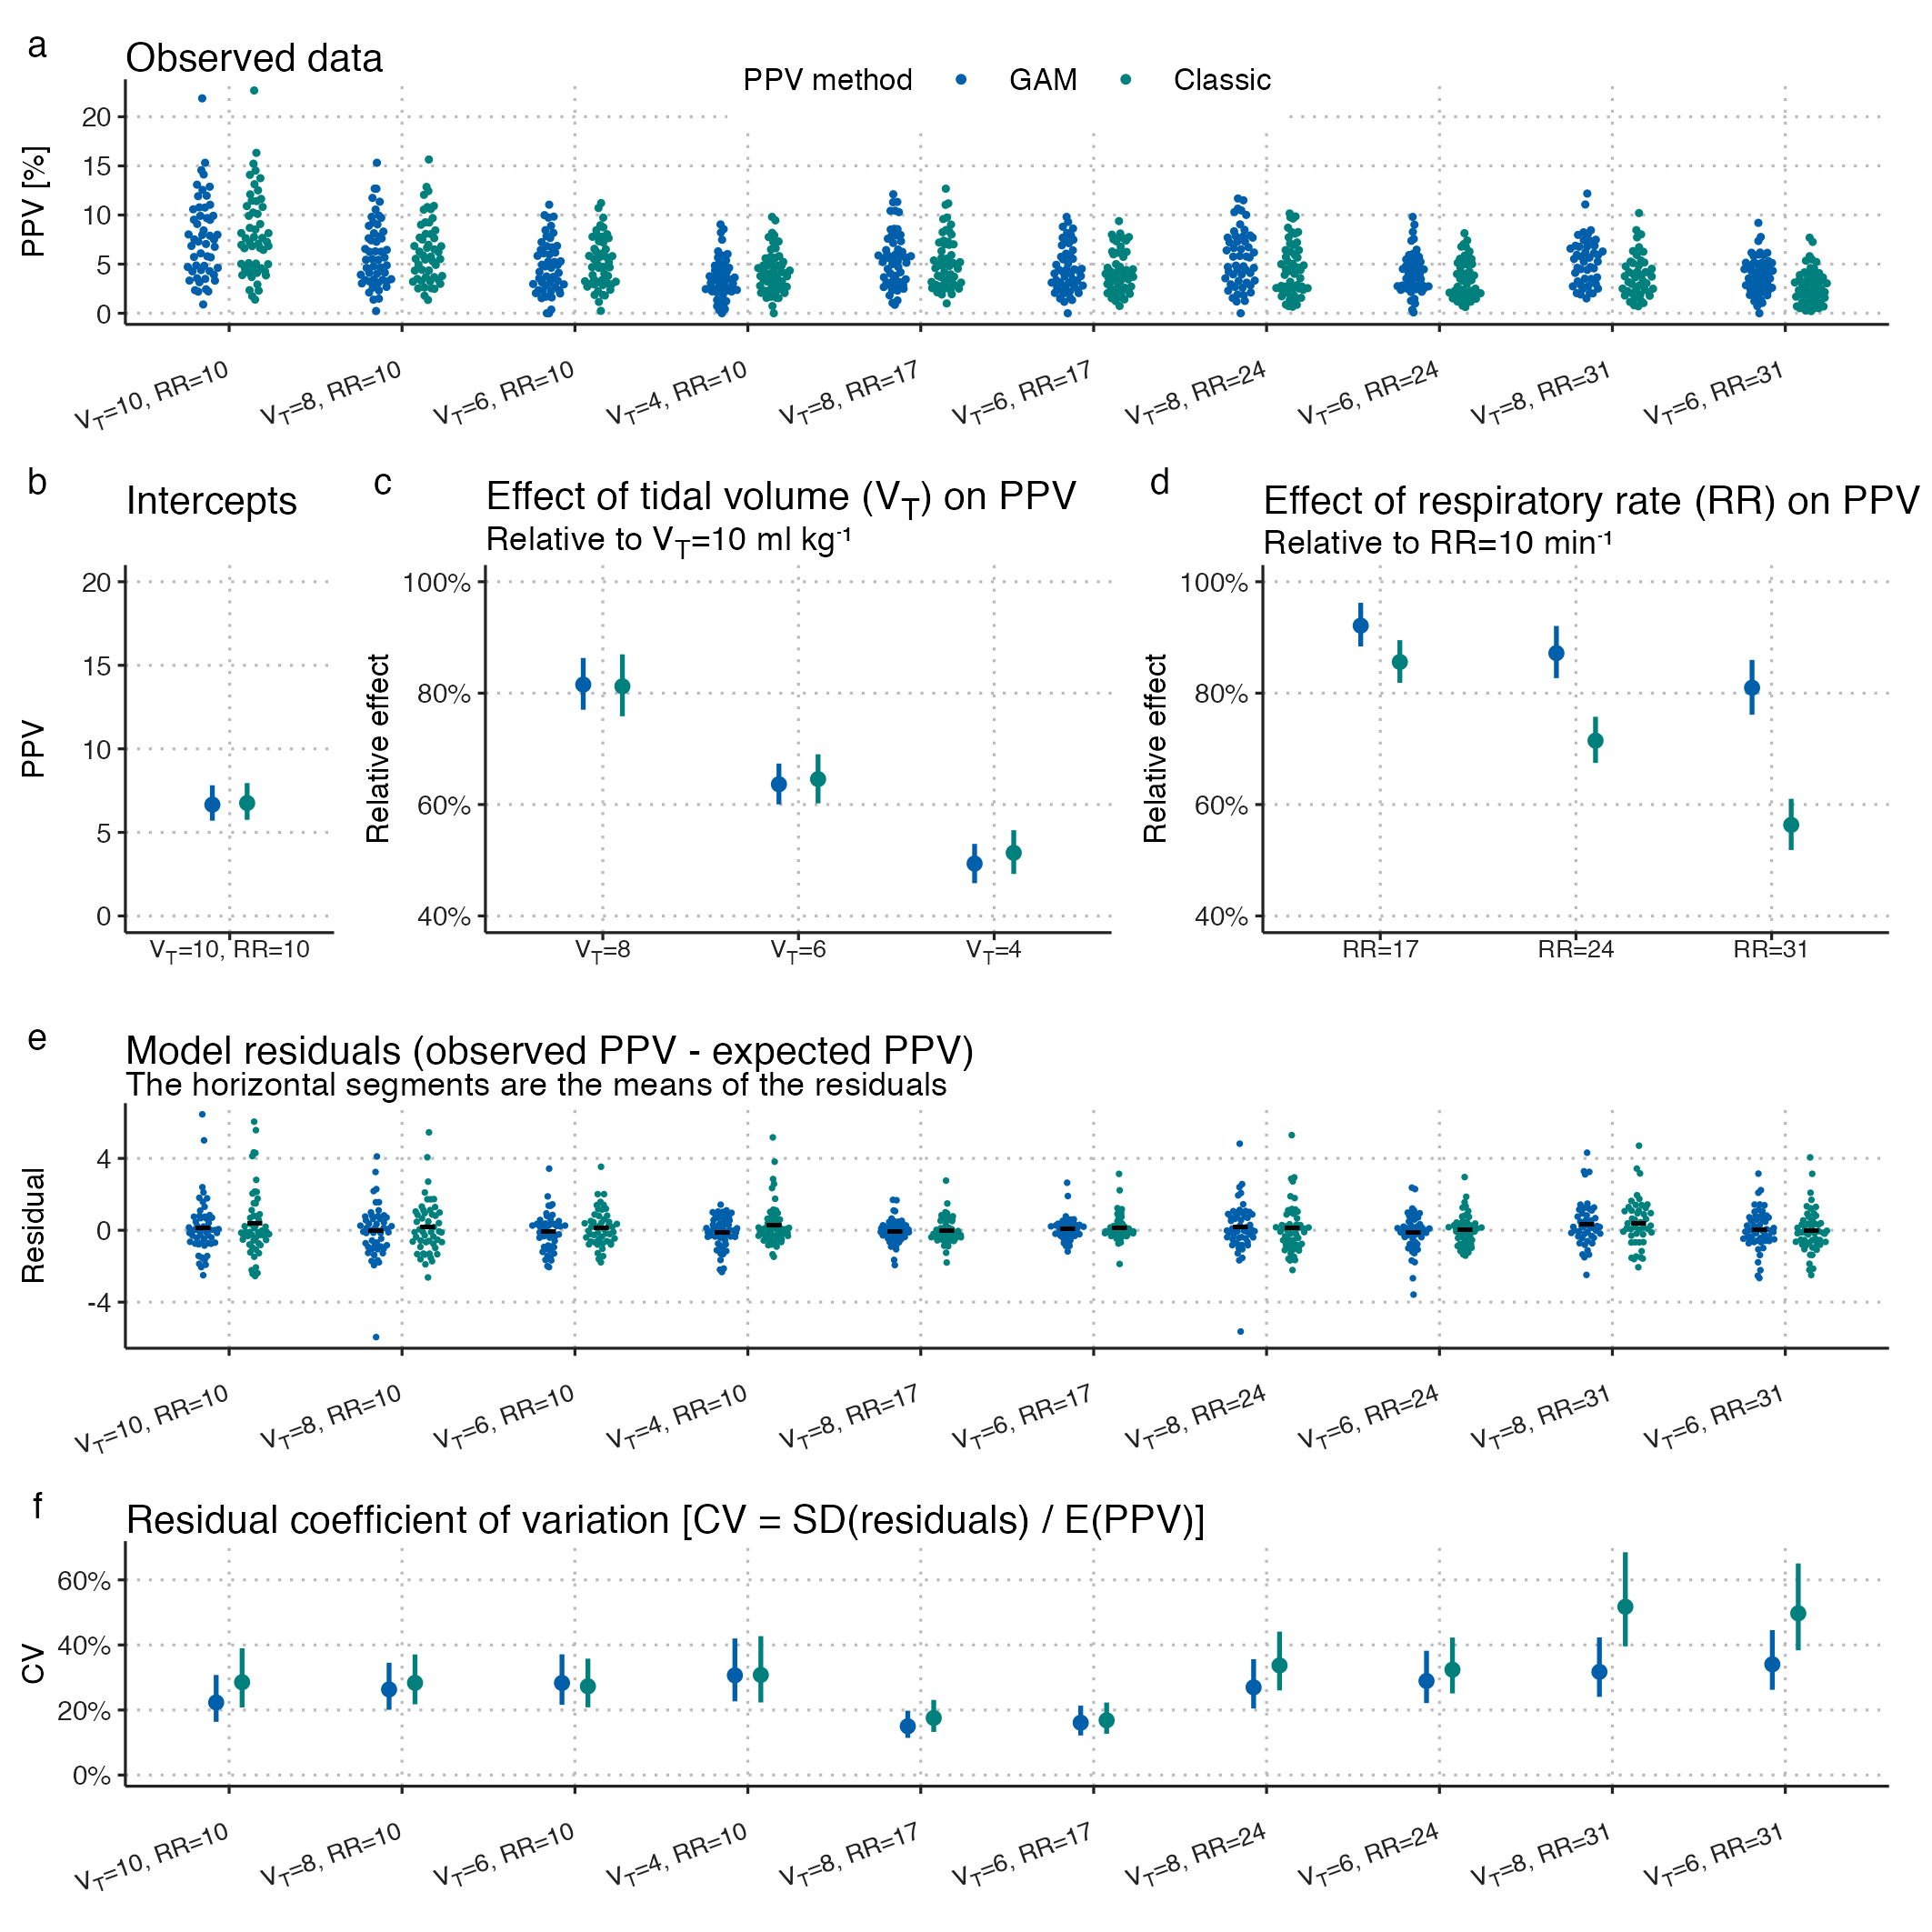 a
Observed data
PPV method GAM Classic
PPV [%]
20
15
10
5
0
VT=10, RR=10 VT=8, RR=10 VT=6, RR=10 VT=4, RR=10 VT=8, RR=17 VT=6, RR=17 VT=8, RR=24 VT=6, RR=24 VT=8, RR=31 VT=6, RR=31
b
Intercepts
PPV
20
15
10
5
0
VT=10, RR=10
c
Effect of tidal volume (VT) on PPV
Relative to VT=10 ml kg⁻¹
Relative effect
100%
80%
60%
40%
VT=8 VT=6 VT=4
d
Effect of respiratory rate (RR) on PPV
Relative to RR=10 min⁻¹
Relative effect
100%
80%
60%
40%
RR=17 RR=24 RR=31
e
Model residuals (observed PPV - expected PPV)
The horizontal segments are the means of the residuals
Residual
4
0
-4
VT=10, RR=10 VT=8, RR=10 VT=6, RR=10 VT=4, RR=10 VT=8, RR=17 VT=6, RR=17 VT=8, RR=24 VT=6, RR=24 VT=8, RR=31 VT=6, RR=31
f
Residual coefficient of variation [CV = SD(residuals) / E(PPV)]
CV
60%
40%
20%
0%
VT=10, RR=10 VT=8, RR=10 VT=6, RR=10 VT=4, RR=10 VT=8, RR=17 VT=6, RR=17 VT=8, RR=24 VT=6, RR=24 VT=8, RR=31 VT=6, RR=31